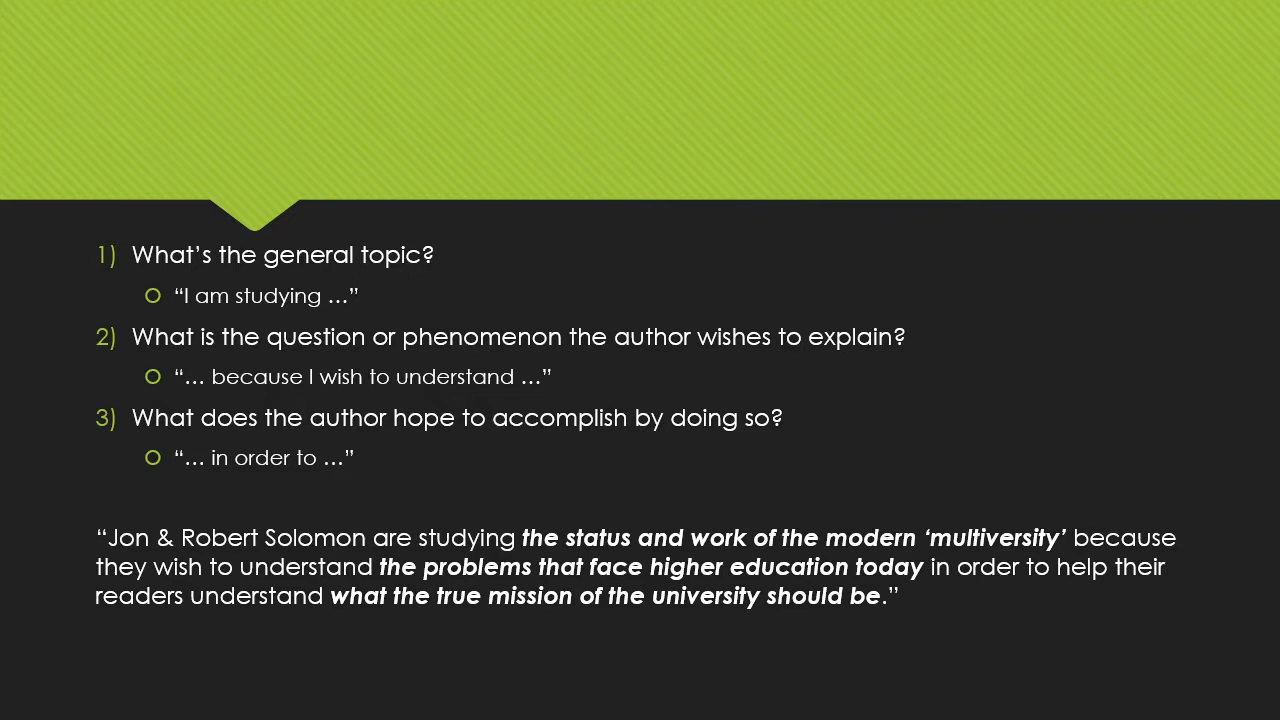 1) What’s the general topic?
“I am studying …”
2) What is the question or phenomenon the author wishes to explain?
“… because I wish to understand …”
3) What does the author hope to accomplish by doing so?
“… in order to …”
“Jon & Robert Solomon are studying the status and work of the modern ‘multiversity’ because
they wish to understand the problems that face higher education today in order to help their
readers understand what the true mission of the university should be.”